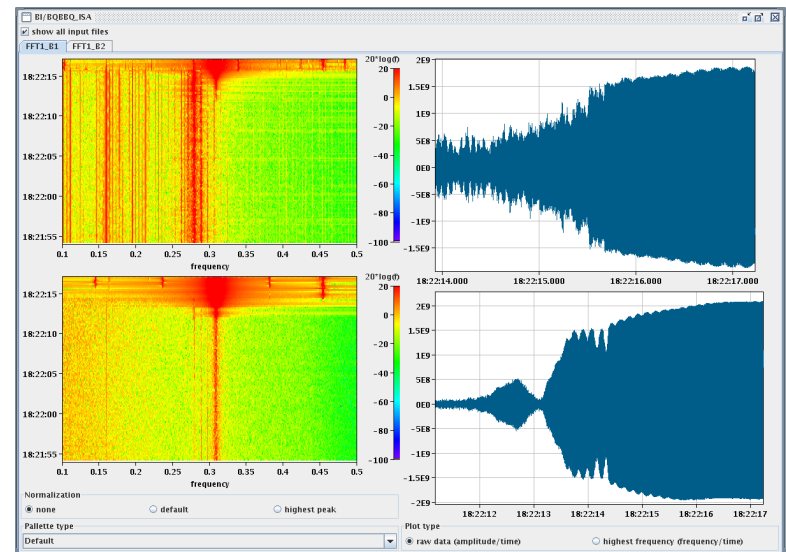 BI/BQBBQ_ISA
show all input files
FFT1_B1 FFT1_B2
20*log(f)
18:22:15
18:22:10
18:22:05
18:22:00
18:21:55
0.1 0.15 0.2 0.25 0.3 0.35 0.4 0.45 0.5
frequency
20
0
-20
-40
-60
-80
-100
2E9
1.5E9
1E9
5E8
0E0
-5E8
-1E9
-1.5E9
18:22:14.000 18:22:15.000 18:22:16.000 18:22:17.000
20*log(f)
18:22:15
18:22:10
18:22:05
18:22:00
18:21:55
0.1 0.15 0.2 0.25 0.3 0.35 0.4 0.45 0.5
frequency
20
0
-20
-40
-60
-80
-100
2E9
1.5E9
1E9
5E8
0E0
-5E8
-1E9
-1.5E9
-2E9
18:22:12 18:22:13 18:22:14 18:22:15 18:22:16 18:22:17
Normalization
none default highest peak
Pallette type
Default
Plot type
raw data (amplitude/time) highest frequency (frequency/time)